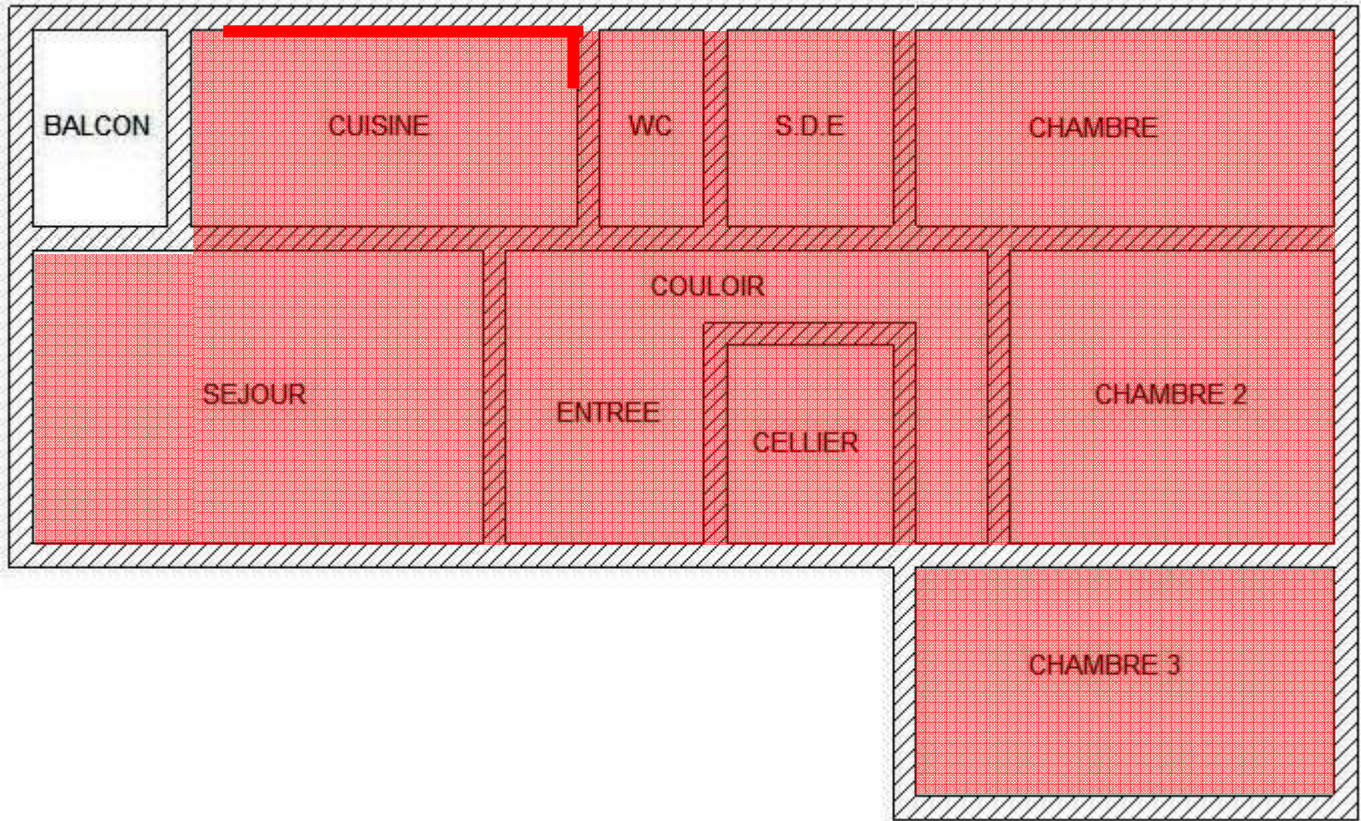 BALCON
CUISINE
WC
S.D.E
CHAMBRE
COULOIR
SEJOUR
ENTREE
CELLIER
CHAMBRE 2
CHAMBRE 3